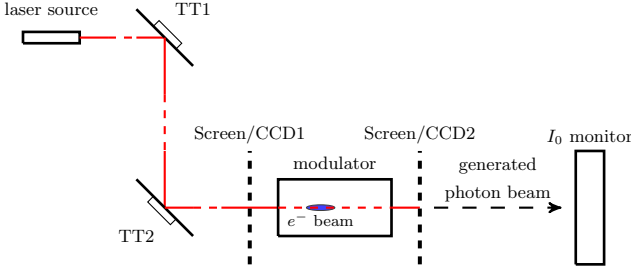 laser source
TT1
Screen/CCD1
Screen/CCD2
I₀ monitor
modulator
generated
photon beam
e⁻ beam
TT2